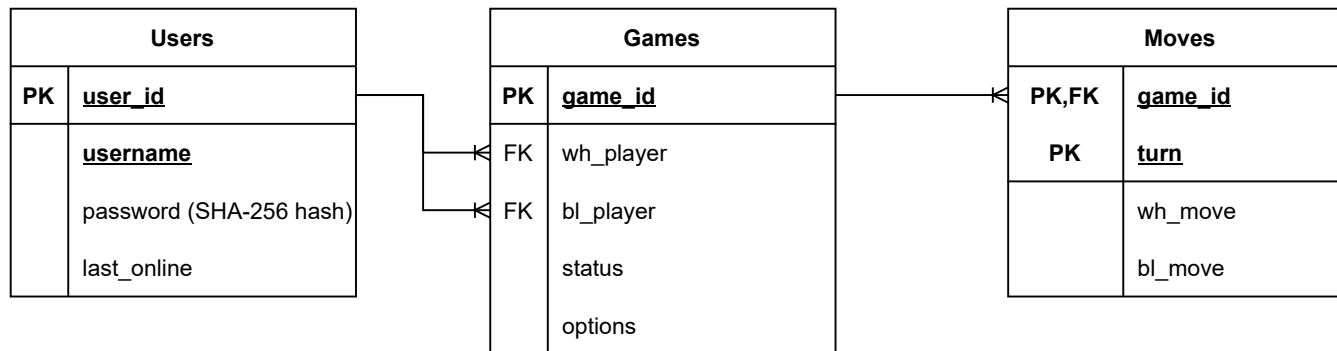 Users
PK user_id
username
password (SHA-256 hash)
last_online
Games
PK game_id
FK wh_player
FK bl_player
status
options
Moves
PK,FK game_id
PK turn
wh_move
bl_move